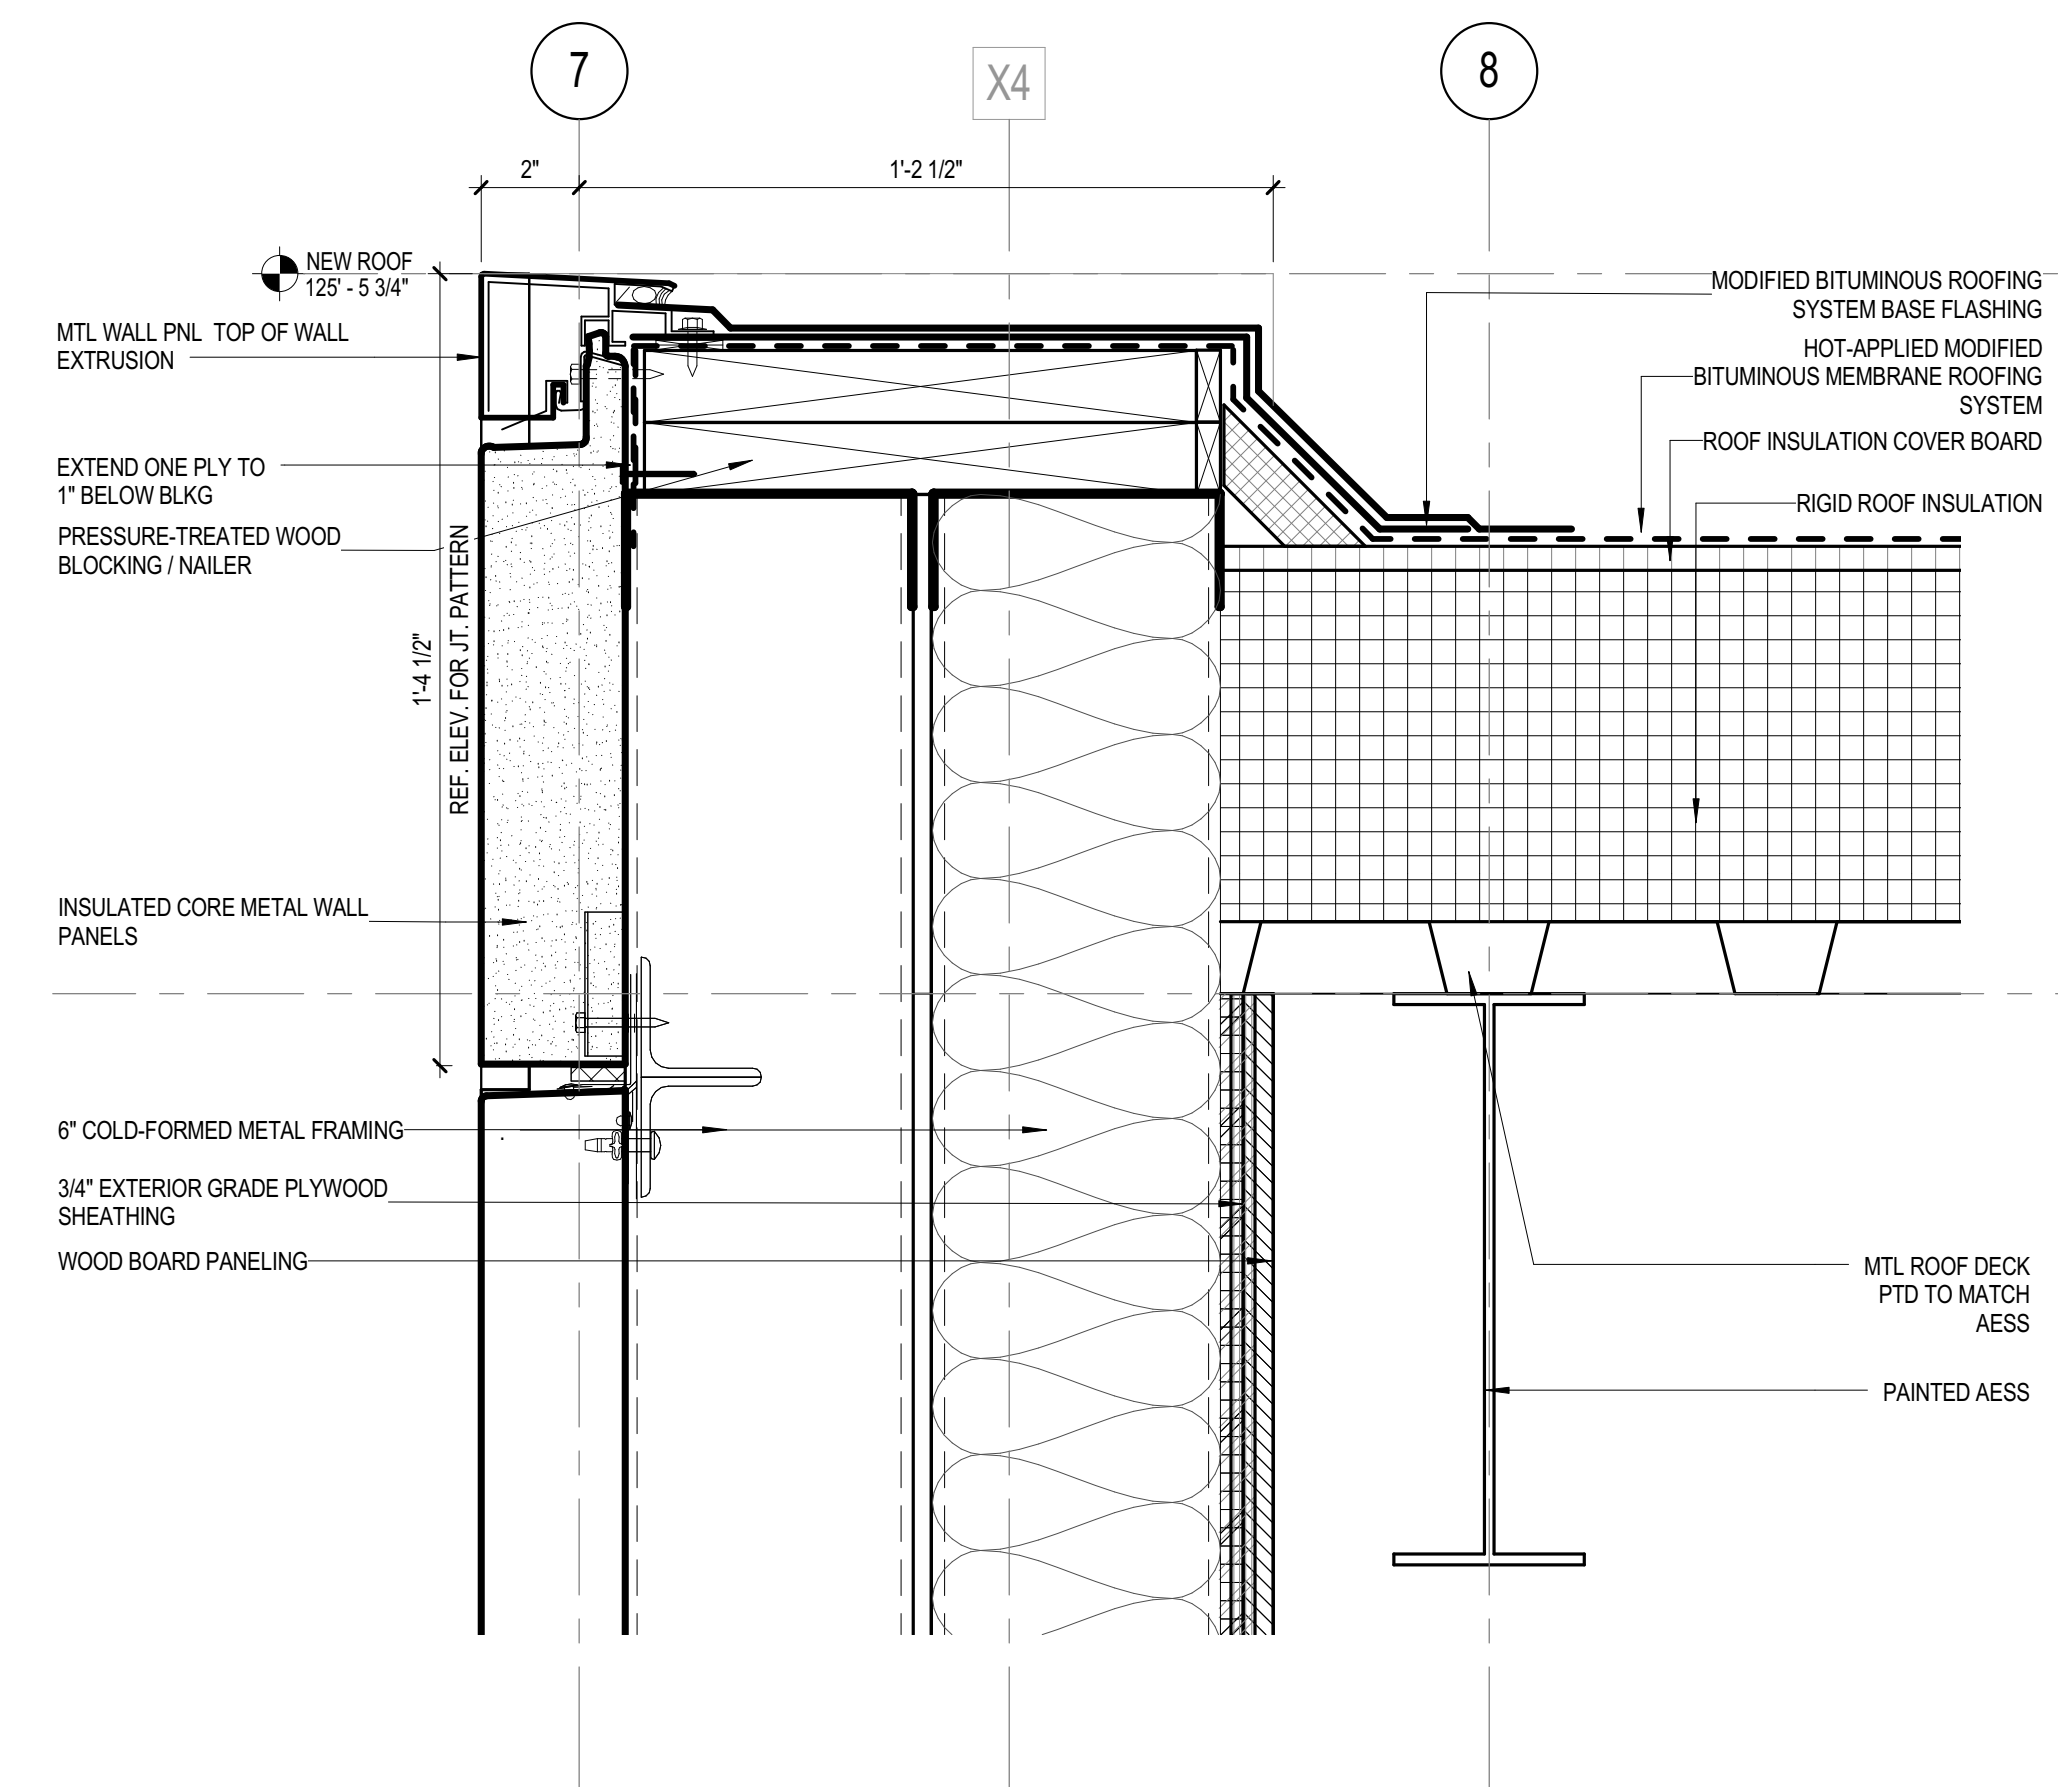 7
X4
8
2"
1'-2 1/2"
NEW ROOF
125' - 5 3/4"
MTL WALL PNL  TOP OF WALL
EXTRUSION
EXTEND ONE PLY TO
1" BELOW BLKG
PRESSURE-TREATED WOOD
BLOCKING / NAILER
1'-4 1/2"
REF. ELEV. FOR JT. PATTERN
INSULATED CORE METAL WALL
PANELS
6" COLD-FORMED METAL FRAMING
3/4" EXTERIOR GRADE PLYWOOD
SHEATHING
WOOD BOARD PANELING
MODIFIED BITUMINOUS ROOFING
SYSTEM BASE FLASHING
HOT-APPLIED MODIFIED
BITUMINOUS MEMBRANE ROOFING
SYSTEM
ROOF INSULATION COVER BOARD
RIGID ROOF INSULATION
MTL ROOF DECK
PTD TO MATCH
AESS
PAINTED AESS